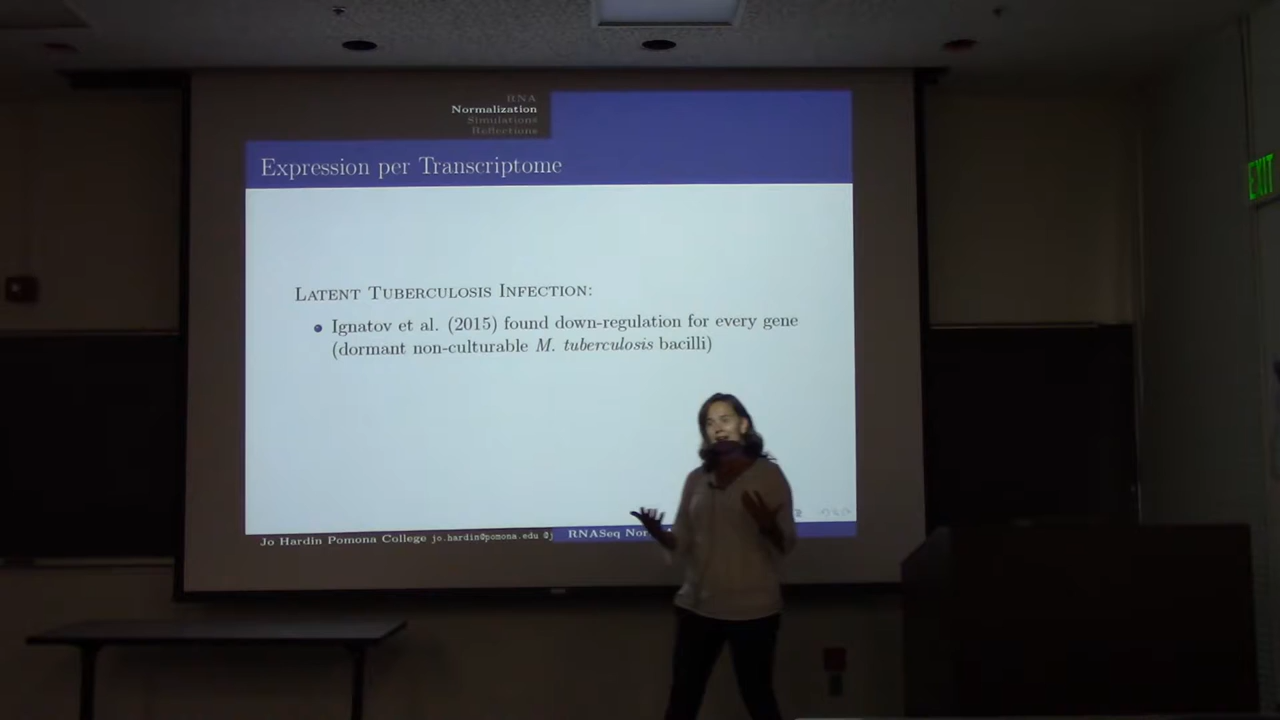 RNA
Normalization
Simulations
Reflections
Expression per Transcriptome
LATENT TUBERCULOSIS INFECTION:
Ignatov et al. (2015) found down-regulation for every gene
(dormant non-culturable M. tuberculosis bacilli)
Jo Hardin Pomona College jo.hardin@pomona.edu @j
RNASeq Nor
EXIT